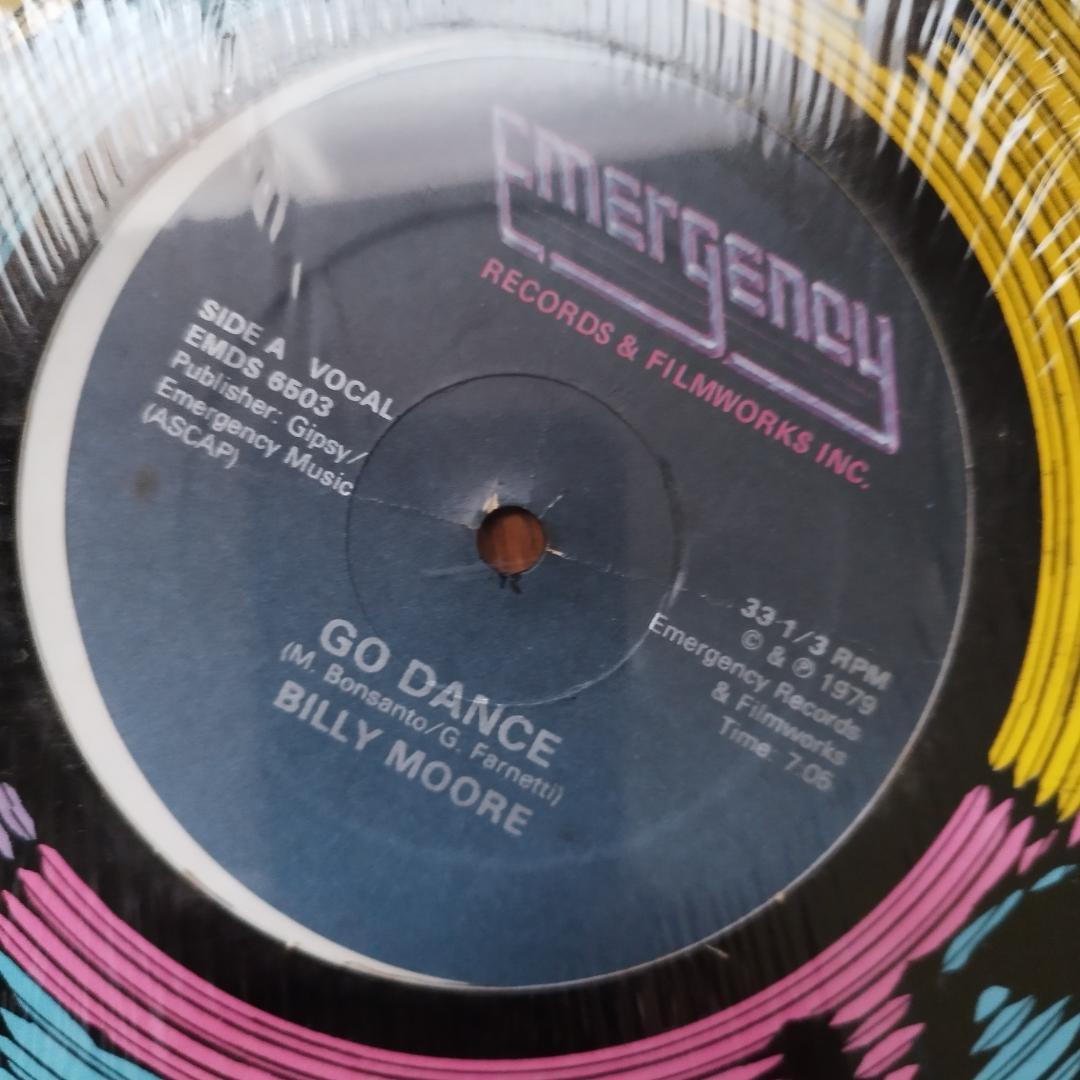 Emergency
RECORDS & FILMWORKS INC.
SIDE A VOCAL
EMDS 6503
Publisher: Gipsy/
Emergency Music
(ASCAP)
33 1/3 RPM
© & ℗ 1979
Emergency Records
& Filmworks
Time: 7:05
GO DANCE
(M. Bonsanto/G. Farnetti)
BILLY MOORE